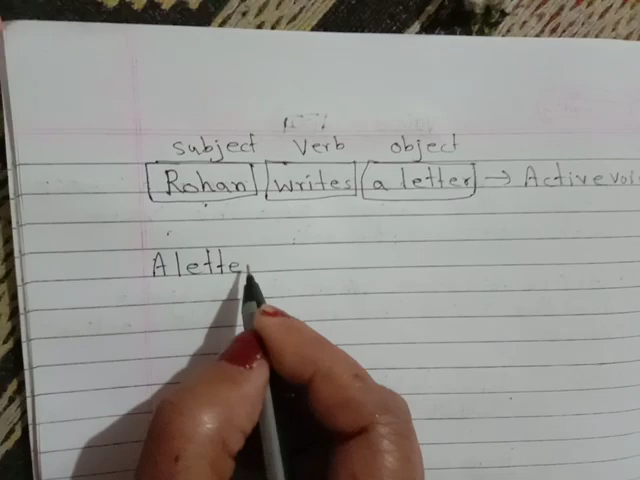 subject Verb object
Rohan writes a letter → Active voi
A lette